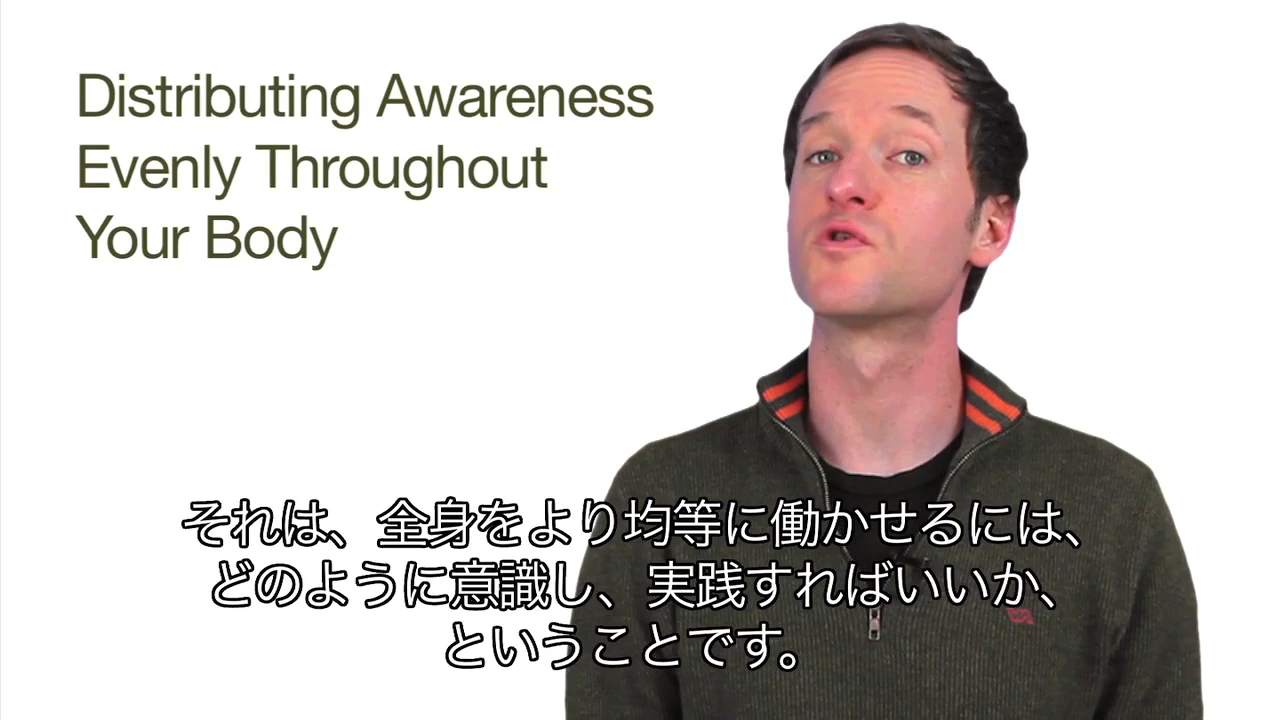 Distributing Awareness
Evenly Throughout
Your Body
それは、全身をより均等に働かせるには、
どのように意識し、実践すればいいか、
ということです。